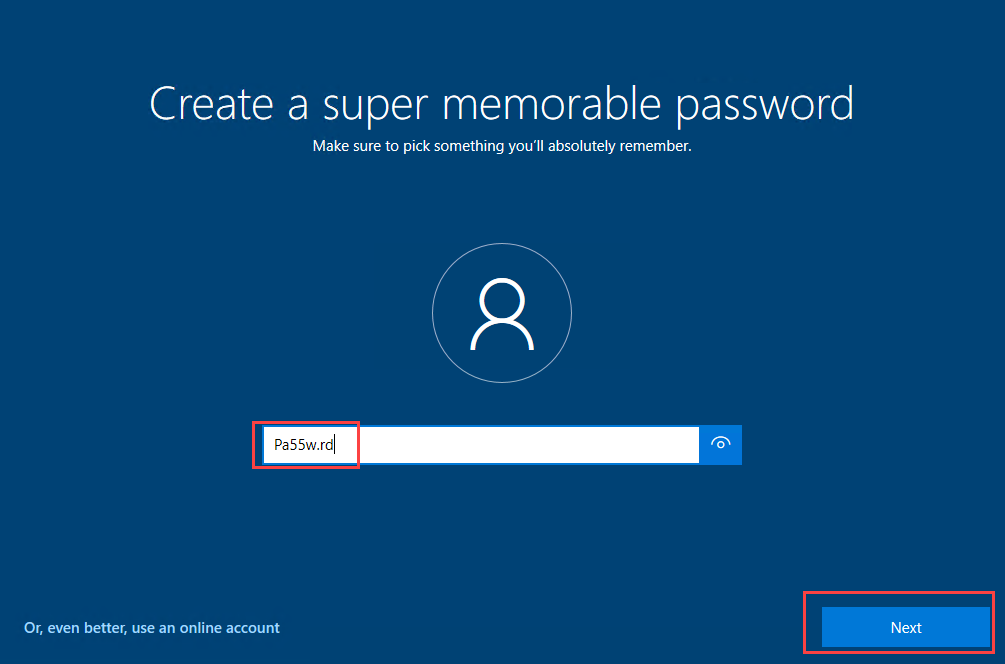 Create a super memorable password
Make sure to pick something you'll absolutely remember.
Pa55w.rd
Or, even better, use an online account
Next